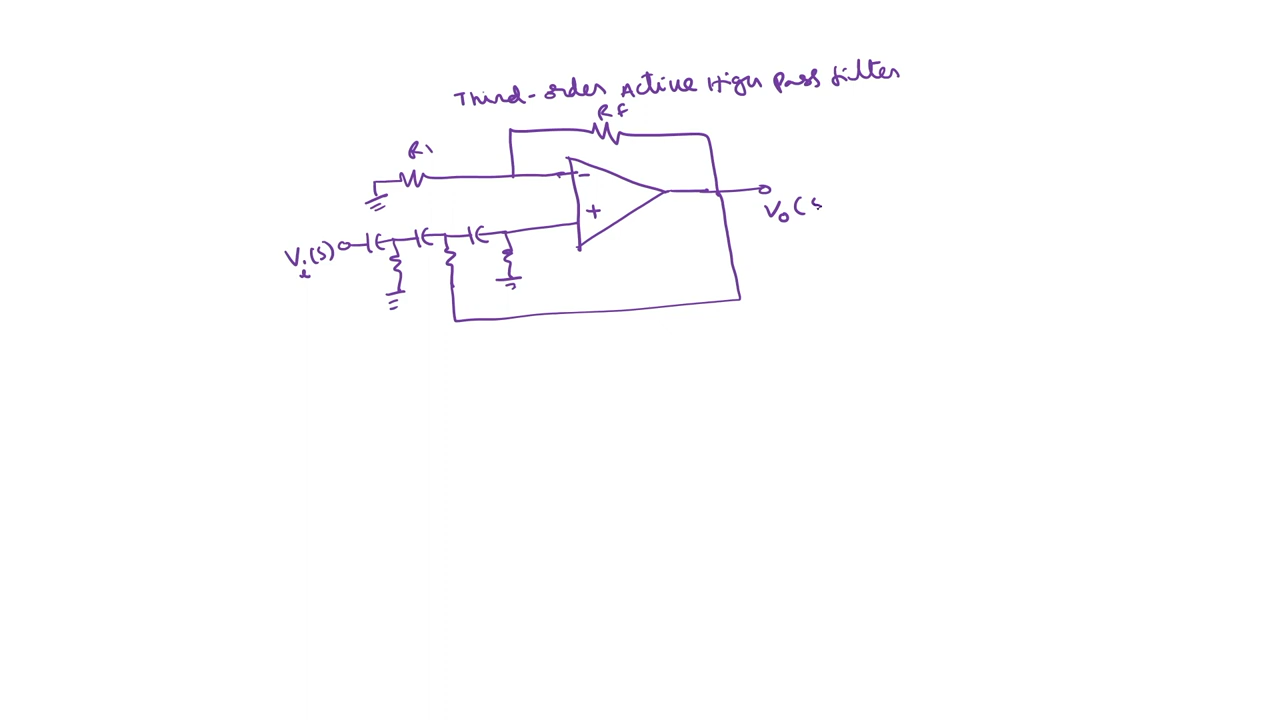 Third-order Active High Pass filter
Rf
R1
-
+
Vo(s
Vi(s)